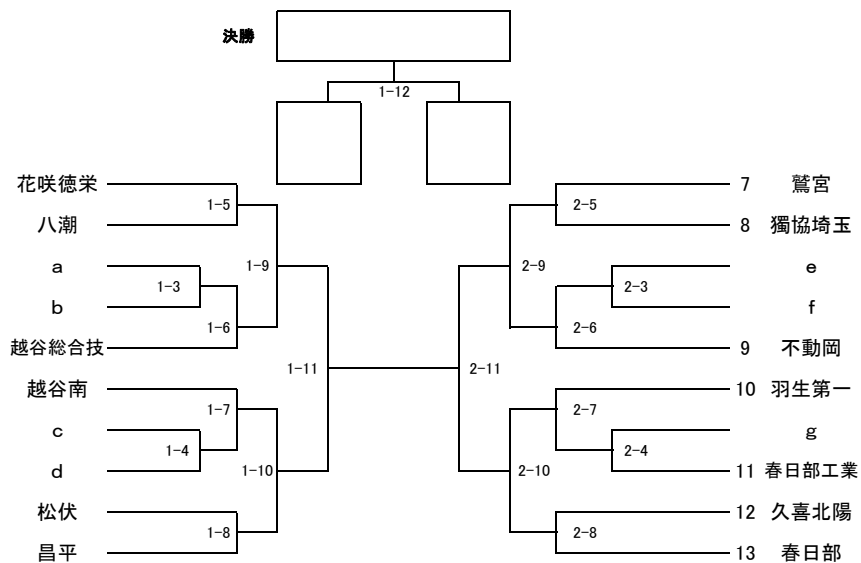 決勝
1-12
花咲徳栄
1-5
八潮
1-9
a
1-3
b
1-6
越谷総合技
1-11
越谷南
1-7
c
1-4
d
1-10
松伏
1-8
昌平
7 鷲宮
2-5
8 獨協埼玉
2-9
e
2-3
f
2-6
9 不動岡
2-11
10 羽生第一
2-7
g
2-4
11 春日部工業
2-10
12 久喜北陽
2-8
13 春日部